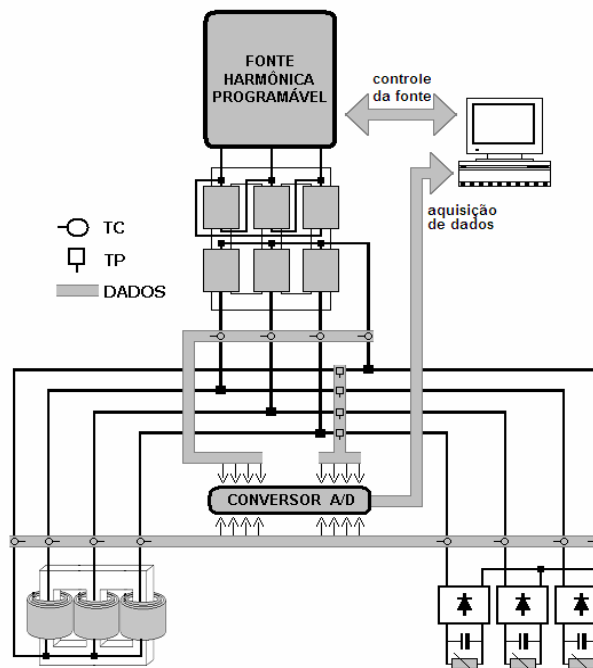 FONTE
HARMÔNICA
PROGRAMÁVEL
controle
da fonte
aquisição
de dados
TC
TP
DADOS
CONVERSOR A/D